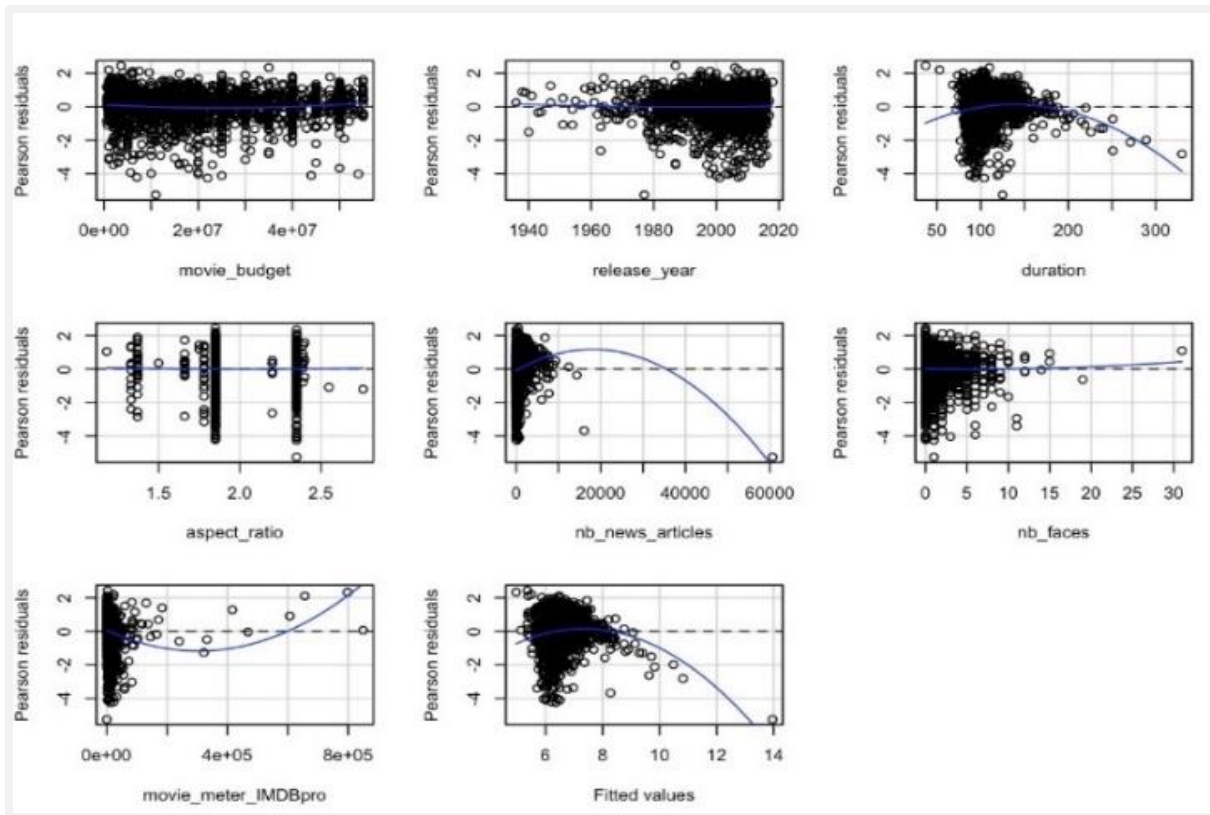 Pearson residuals
2
0
-2
-4
0e+00 2e+07 4e+07
movie_budget
Pearson residuals
2
0
-2
-4
1940 1960 1980 2000 2020
release_year
Pearson residuals
2
0
-2
-4
50 100 200 300
duration
Pearson residuals
2
0
-2
-4
1.5 2.0 2.5
aspect_ratio
Pearson residuals
2
0
-2
-4
0 20000 40000 60000
nb_news_articles
Pearson residuals
2
0
-2
-4
0 5 10 15 20 25 30
nb_faces
Pearson residuals
2
0
-2
-4
0e+00 4e+05 8e+05
movie_meter_IMDBpro
Pearson residuals
2
0
-2
-4
6 8 10 12 14
Fitted values